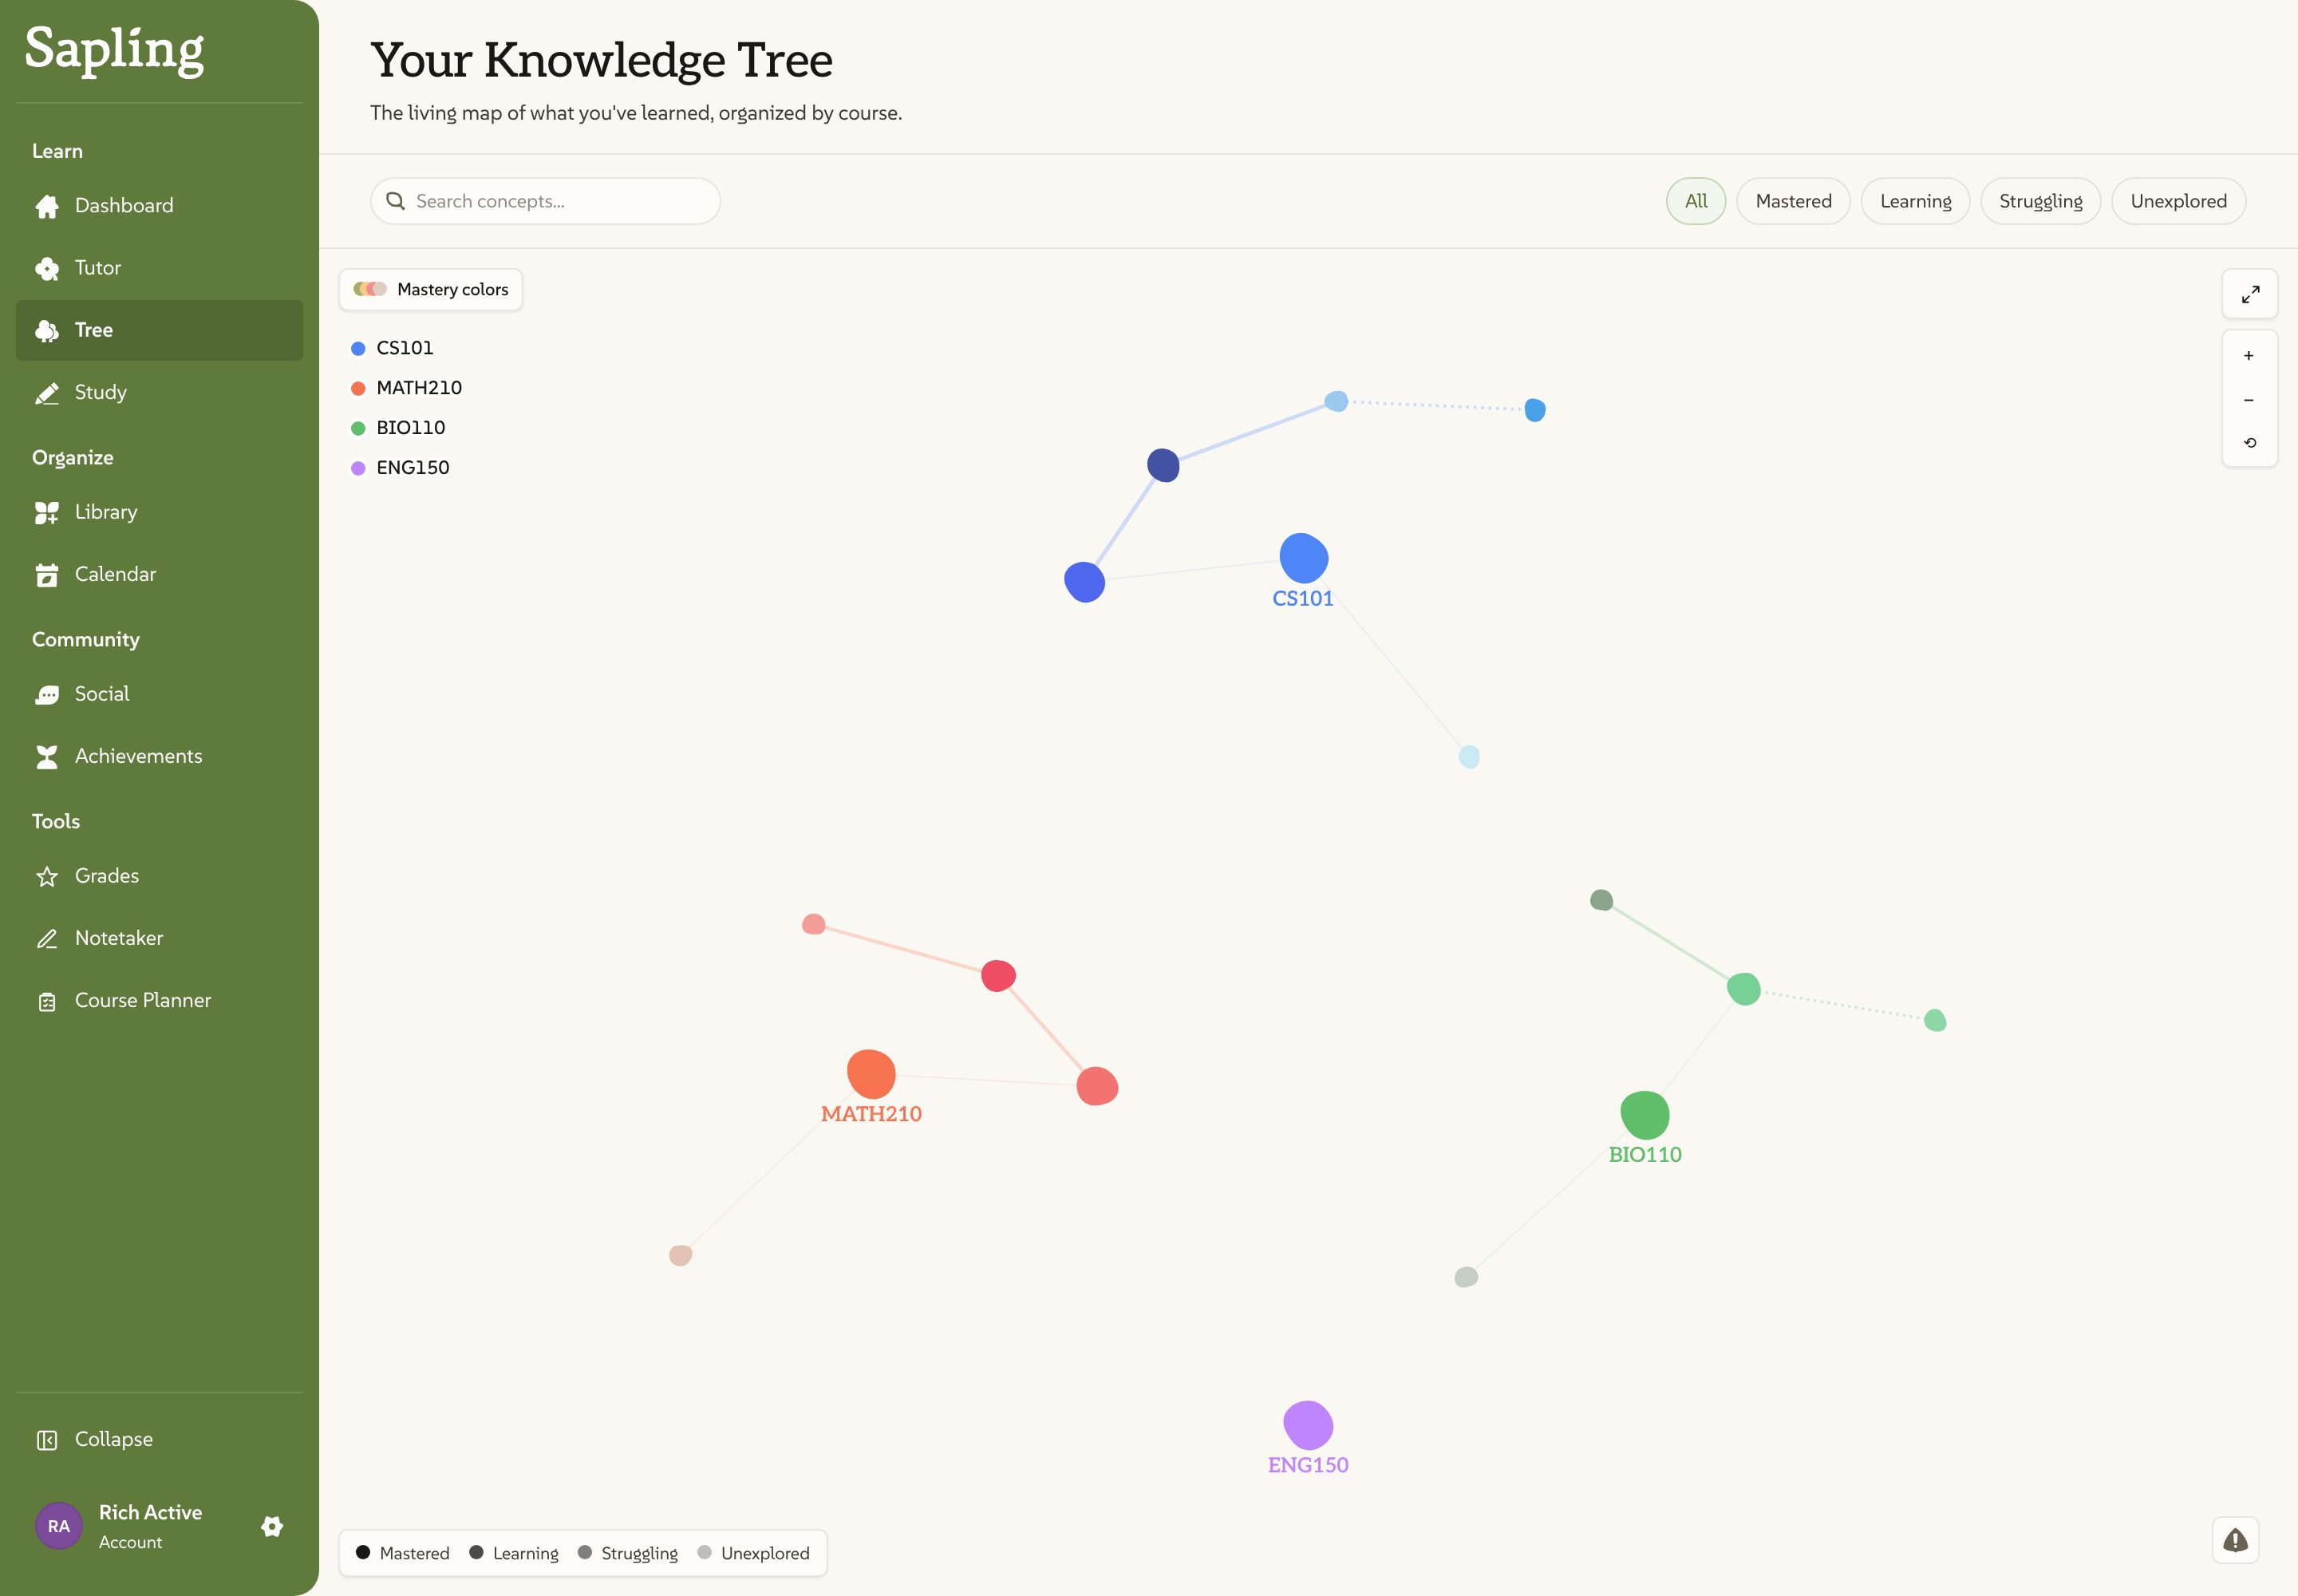 Sapling
Learn
Dashboard
Tutor
Tree
Study
Organize
Library
Calendar
Community
Social
Achievements
Tools
Grades
Notetaker
Course Planner
Collapse
RA
Rich Active
Account
Your Knowledge Tree
The living map of what you've learned, organized by course.
Search concepts...
All
Mastered
Learning
Struggling
Unexplored
Mastery colors
CS101
MATH210
BIO110
ENG150
+
−
CS101
MATH210
BIO110
ENG150
Mastered
Learning
Struggling
Unexplored